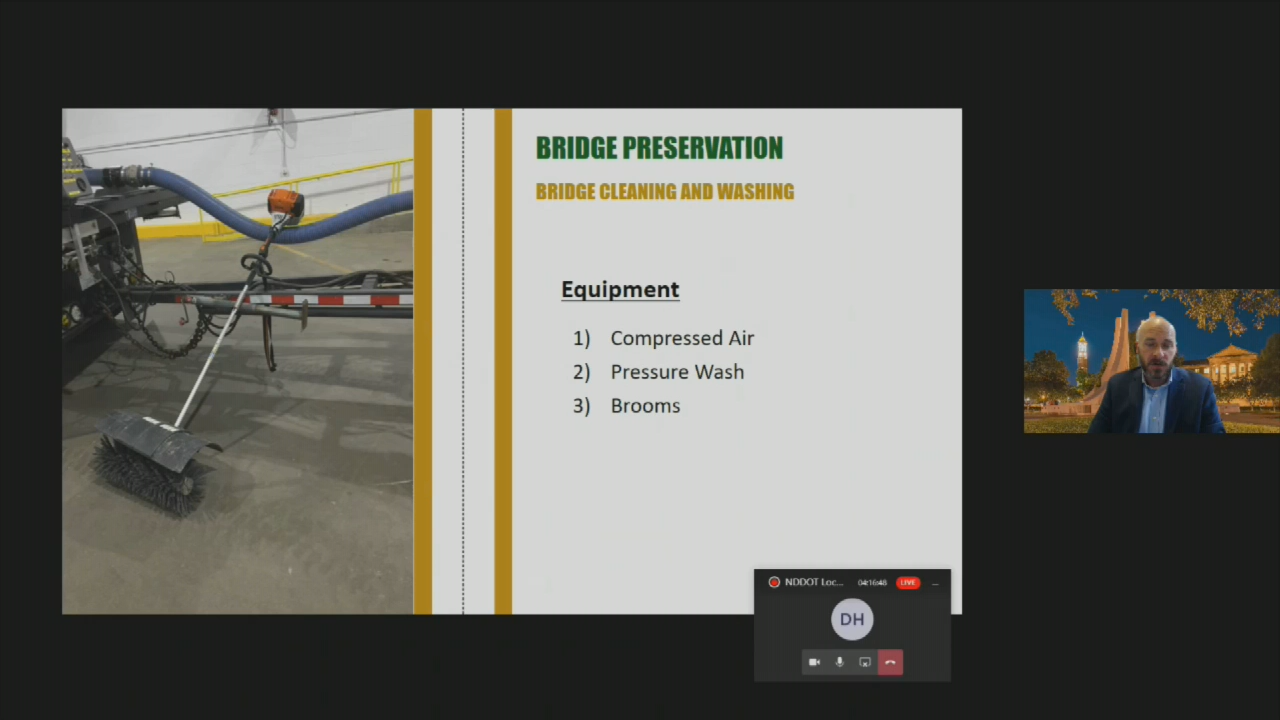 BRIDGE PRESERVATION
BRIDGE CLEANING AND WASHING
Equipment
1) Compressed Air
2) Pressure Wash
3) Brooms
NDDOT Loc... 04:16:48 LIVE
DH